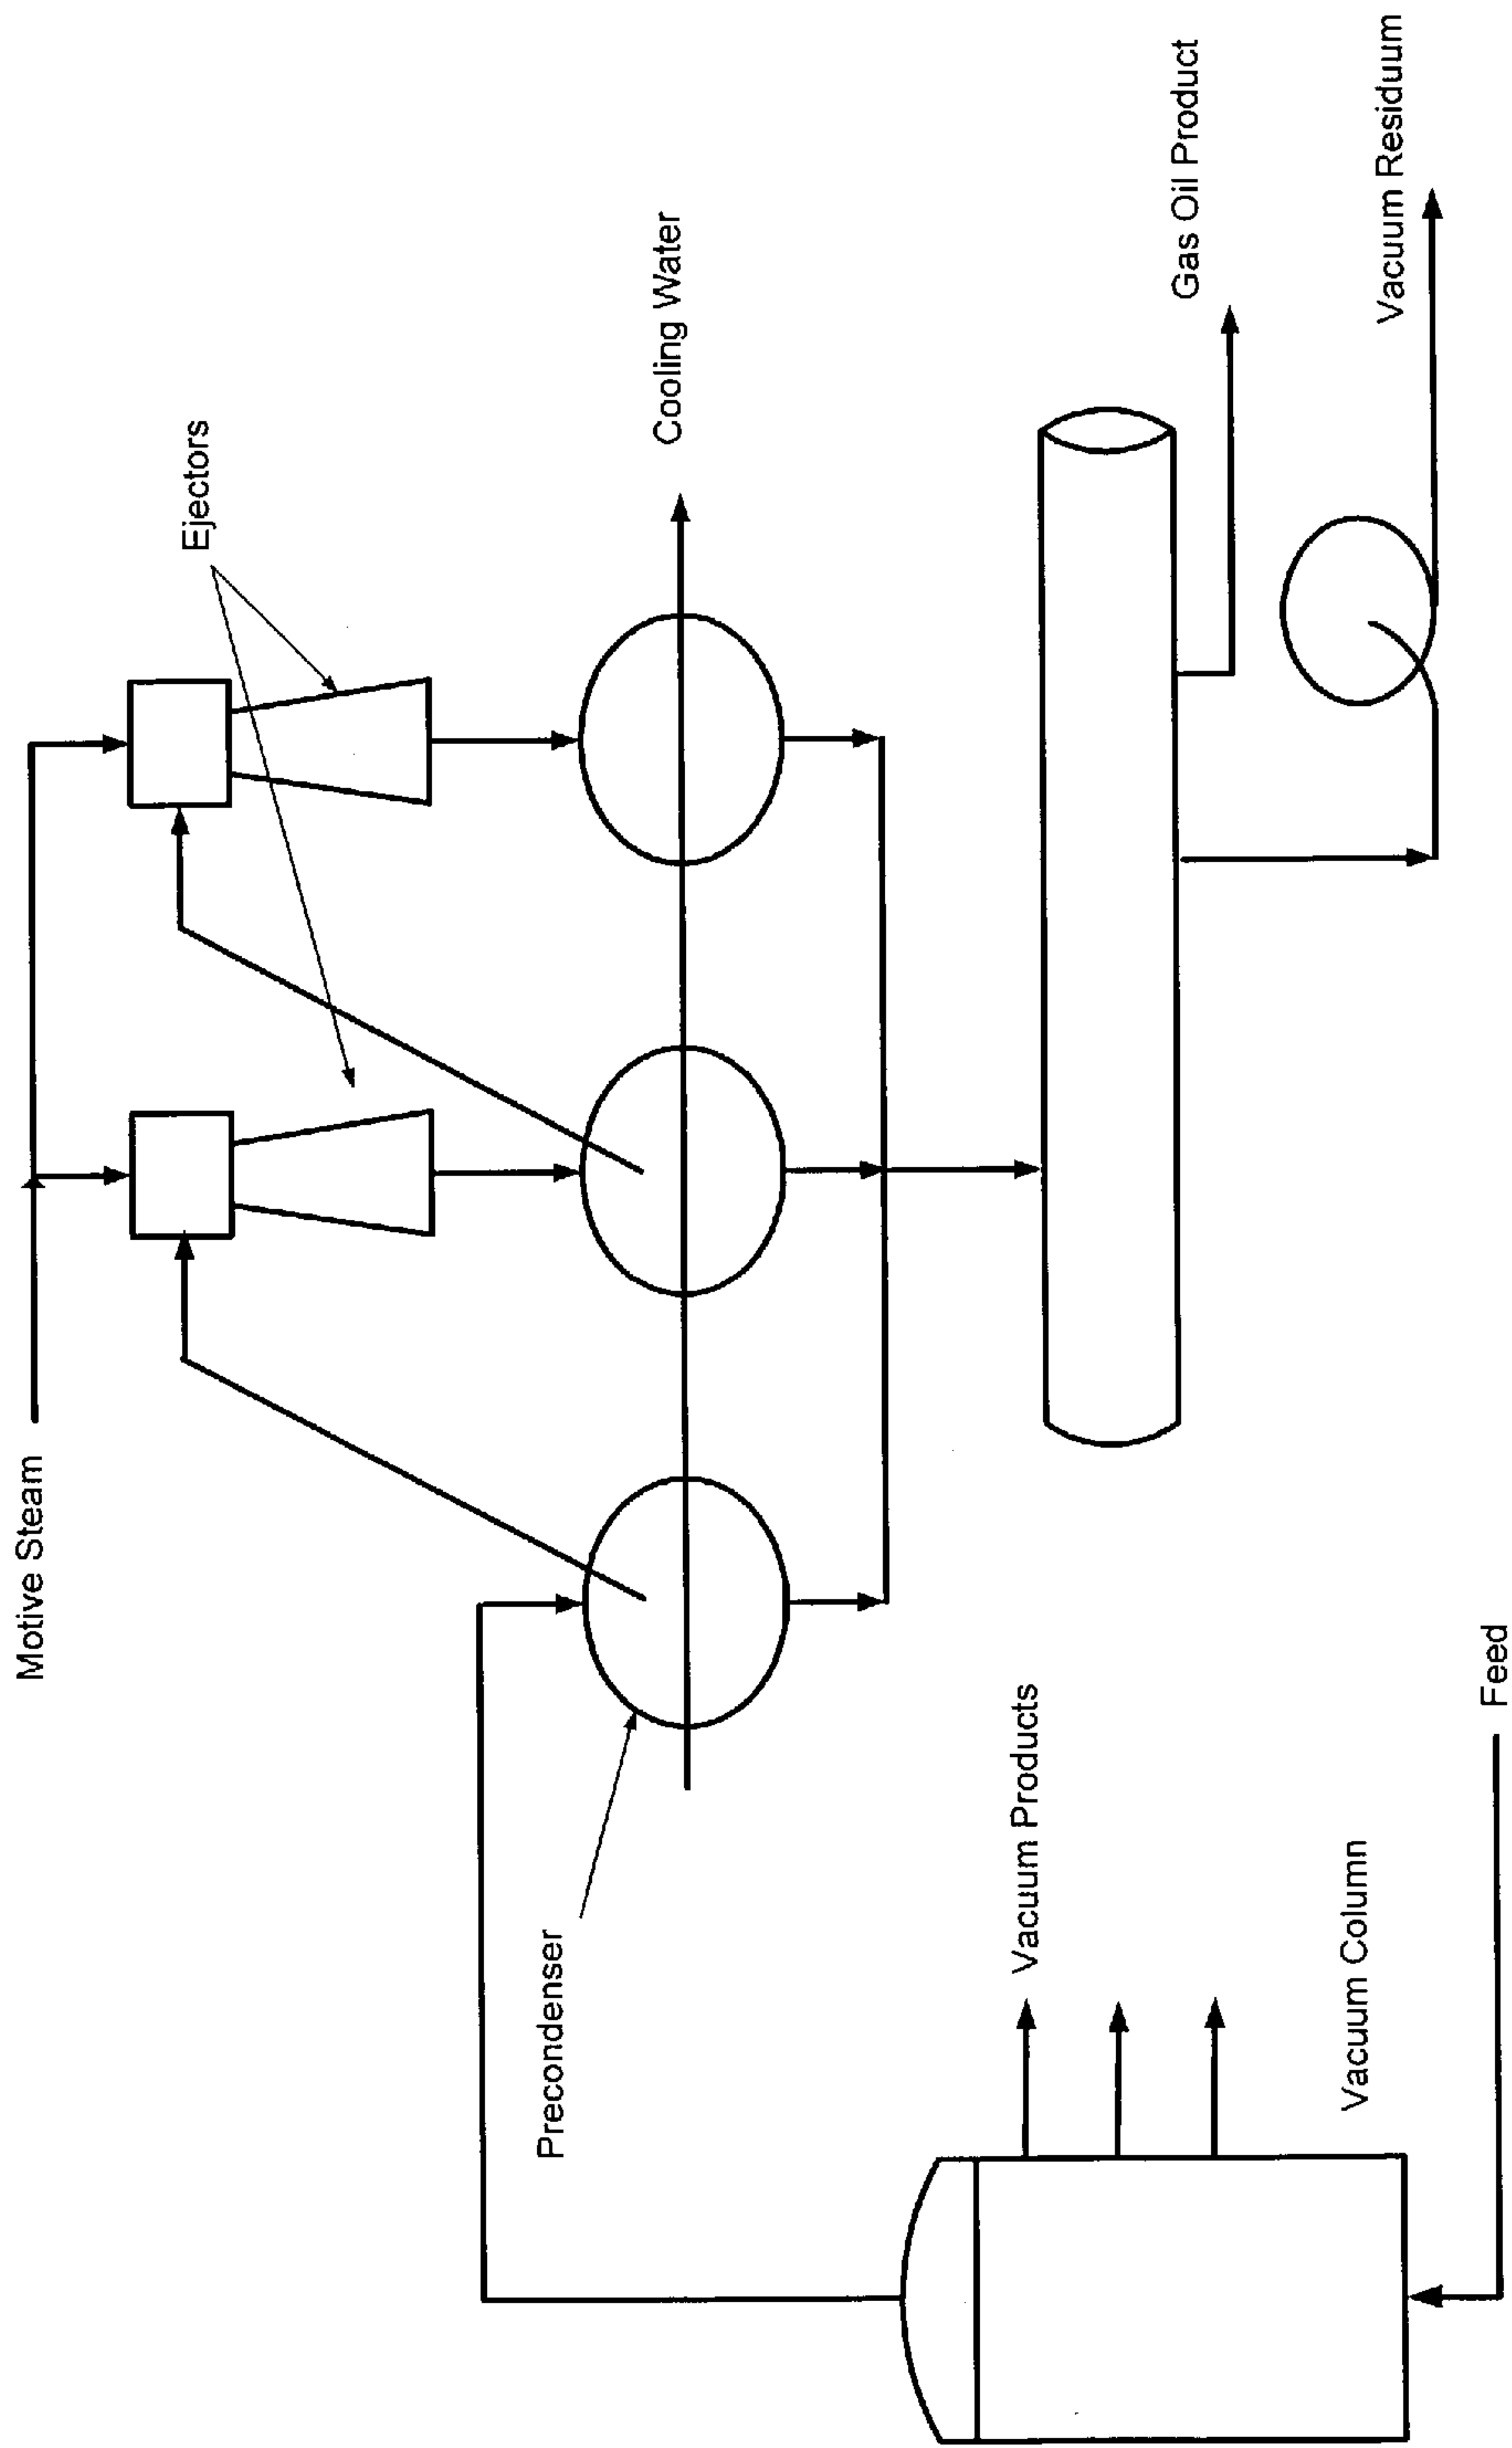 Motive Steam
Ejectors
Cooling Water
Precondenser
Vacuum Products
Gas Oil Product
Vacuum Column
Vacuum Residuum
Feed